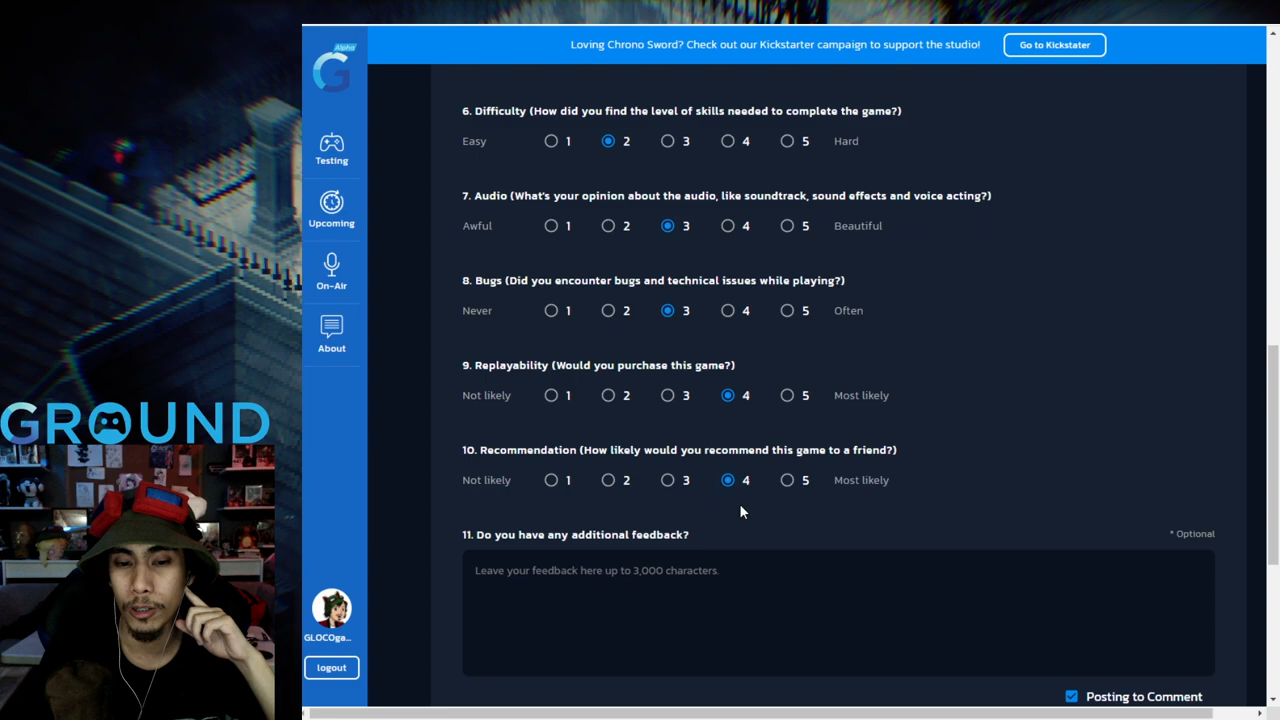 Alpha
G
Loving Chrono Sword? Check out our Kickstarter campaign to support the studio!
Go to Kickstater
Testing
Upcoming
On-Air
About
6. Difficulty (How did you find the level of skills needed to complete the game?)
Easy 1 2 3 4 5 Hard
7. Audio (What's your opinion about the audio, like soundtrack, sound effects and voice acting?)
Awful 1 2 3 4 5 Beautiful
8. Bugs (Did you encounter bugs and technical issues while playing?)
Never 1 2 3 4 5 Often
9. Replayability (Would you purchase this game?)
Not likely 1 2 3 4 5 Most likely
10. Recommendation (How likely would you recommend this game to a friend?)
Not likely 1 2 3 4 5 Most likely
11. Do you have any additional feedback? * Optional
Leave your feedback here up to 3,000 characters.
Posting to Comment
GROUND
GLOCOga...
logout